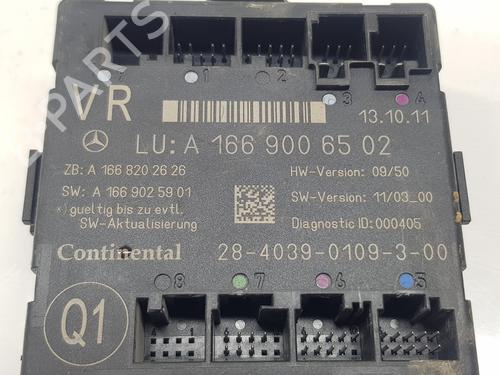 1 2
VR 3 4
13.10.11
LU: A 166 900 65 02
ZB: A 166 820 26 26 HW-Version: 09/50
SW: A 166 902 59 01 SW-Version: 11/03_00
*) gueltig bis zu evtl. Diagnostic ID: 000405
SW-Aktualisierung
Continental 28-4039-0109-3-00
8 7 6 5
Q1